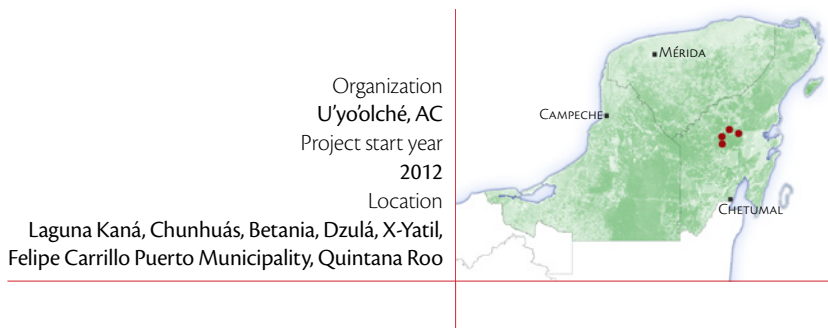 Organization
U'yo'olché, AC
Project start year
2012
Location
Laguna Kaná, Chunhuás, Betania, Dzulá, X-Yatil,
Felipe Carrillo Puerto Municipality, Quintana Roo
Mérida
Campeche
Chetumal